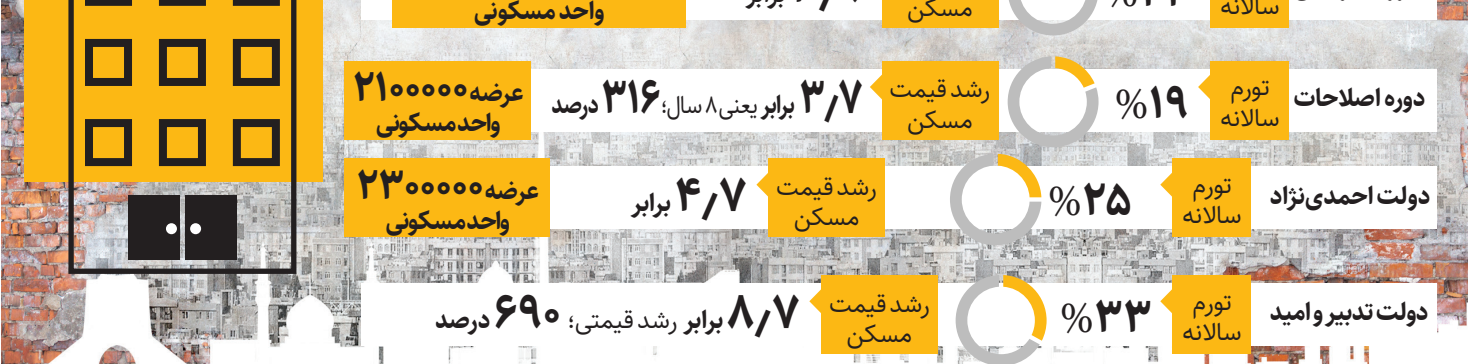 سالانه
مسکن
واحد مسکونی
دوره اصلاحات
تورم
سالانه
%۱۹
رشد قیمت
مسکن
۳٫۷ برابر یعنی ۸ سال؛ ۳۱۶ درصد
عرضه ۲۱۰۰۰۰۰
واحد مسکونی
دولت احمدی‌نژاد
تورم
سالانه
%۲۵
رشد قیمت
مسکن
۴٫۷ برابر
عرضه ۲۳۰۰۰۰۰
واحد مسکونی
دولت تدبیر و امید
تورم
سالانه
%۳۳
رشد قیمت
مسکن
۸٫۷ برابر رشد قیمتی؛ ۶۹۰ درصد